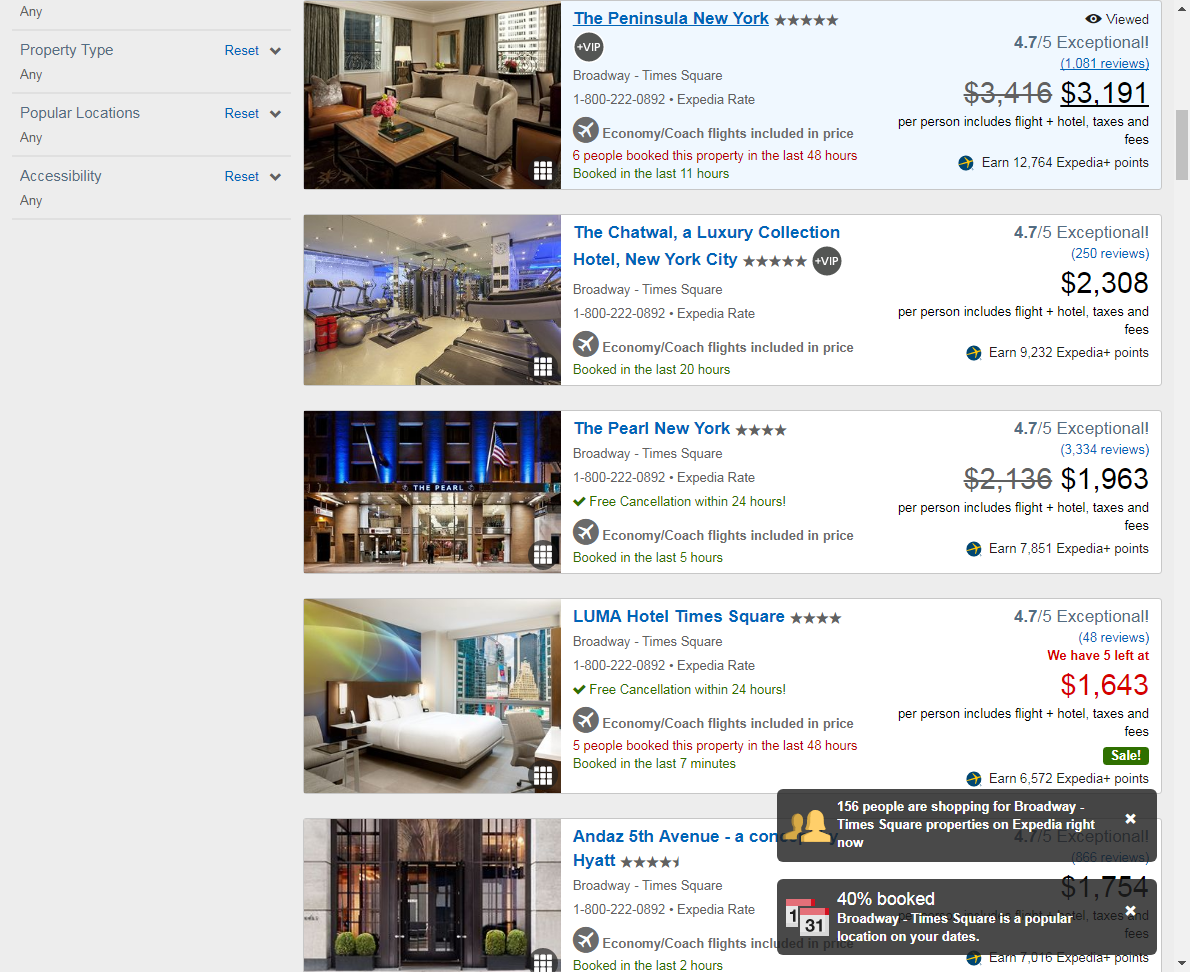 Any
Property Type Reset
Any
Popular Locations Reset
Any
Accessibility Reset
Any
The Peninsula New York
Viewed
+VIP
4.7/5 Exceptional!
(1,081 reviews)
Broadway - Times Square
1-800-222-0892 • Expedia Rate
$3,416 $3,191
per person includes flight + hotel, taxes and
fees
Economy/Coach flights included in price
6 people booked this property in the last 48 hours
Booked in the last 11 hours
Earn 12,764 Expedia+ points
The Chatwal, a Luxury Collection
Hotel, New York City +VIP
4.7/5 Exceptional!
(250 reviews)
Broadway - Times Square
1-800-222-0892 • Expedia Rate
$2,308
per person includes flight + hotel, taxes and
fees
Economy/Coach flights included in price
Booked in the last 20 hours
Earn 9,232 Expedia+ points
THE PEARL
The Pearl New York
4.7/5 Exceptional!
(3,334 reviews)
Broadway - Times Square
1-800-222-0892 • Expedia Rate
$2,136 $1,963
Free Cancellation within 24 hours!
per person includes flight + hotel, taxes and
fees
Economy/Coach flights included in price
Booked in the last 5 hours
Earn 7,851 Expedia+ points
LUMA Hotel Times Square
4.7/5 Exceptional!
(48 reviews)
Broadway - Times Square
1-800-222-0892 • Expedia Rate
We have 5 left at
$1,643
Free Cancellation within 24 hours!
per person includes flight + hotel, taxes and
fees
Economy/Coach flights included in price
5 people booked this property in the last 48 hours
Booked in the last 7 minutes
Sale!
Earn 6,572 Expedia+ points
Andaz 5th Avenue - a concept by
Hyatt
4.7/5 Exceptional!
(866 reviews)
Broadway - Times Square
1-800-222-0892 • Expedia Rate
$1,754
taxes and
fees
Economy/Coach flights included in price
Booked in the last 2 hours
Earn 7,016 Expedia+ points
156 people are shopping for Broadway -
Times Square properties on Expedia right
now
1 31
40% booked
Broadway - Times Square is a popular
location on your dates.